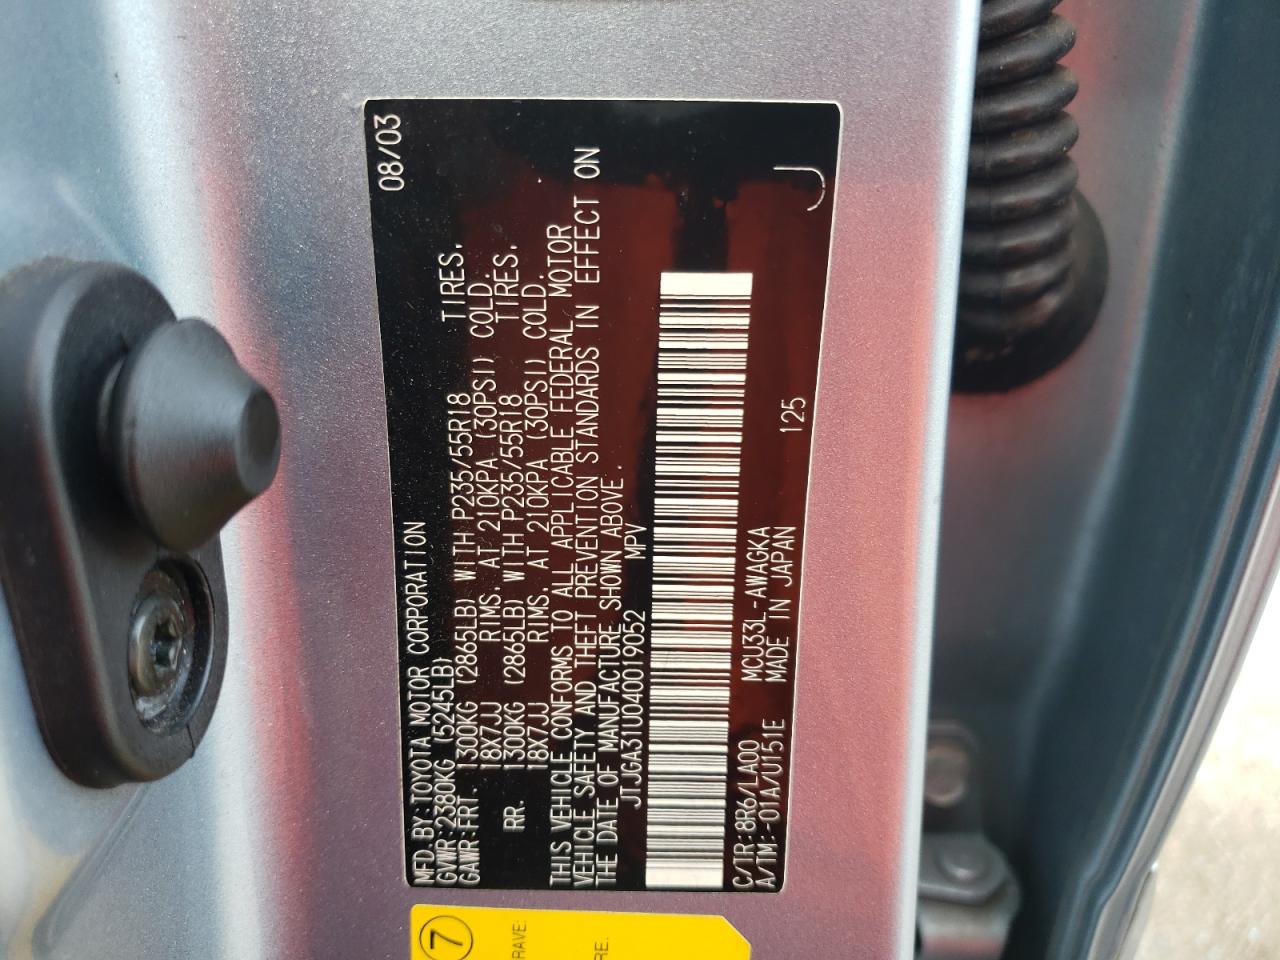 MFD. BY: TOYOTA MOTOR CORPORATION 08/03
GVWR: 2380KG (5245LB)
GAWR: FRT. 1300KG (2865LB) WITH P235/55R18 TIRES.
18X7JJ RIMS. AT 210KPA (30PSI) COLD.
RR. 1300KG (2865LB) WITH P235/55R18 TIRES.
18X7JJ RIMS. AT 210KPA (30PSI) COLD.
THIS VEHICLE CONFORMS TO ALL APPLICABLE FEDERAL MOTOR
VEHICLE SAFETY AND THEFT PREVENTION STANDARDS IN EFFECT ON
THE DATE OF MANUFACTURE SHOWN ABOVE.
JTJGA31U040019052 MPV
C/TR: 8R6/LA00 MCU33L-AWAGKA
A/TM: -01A/U151E MADE IN JAPAN 125 J
7
RAVE:
RE.